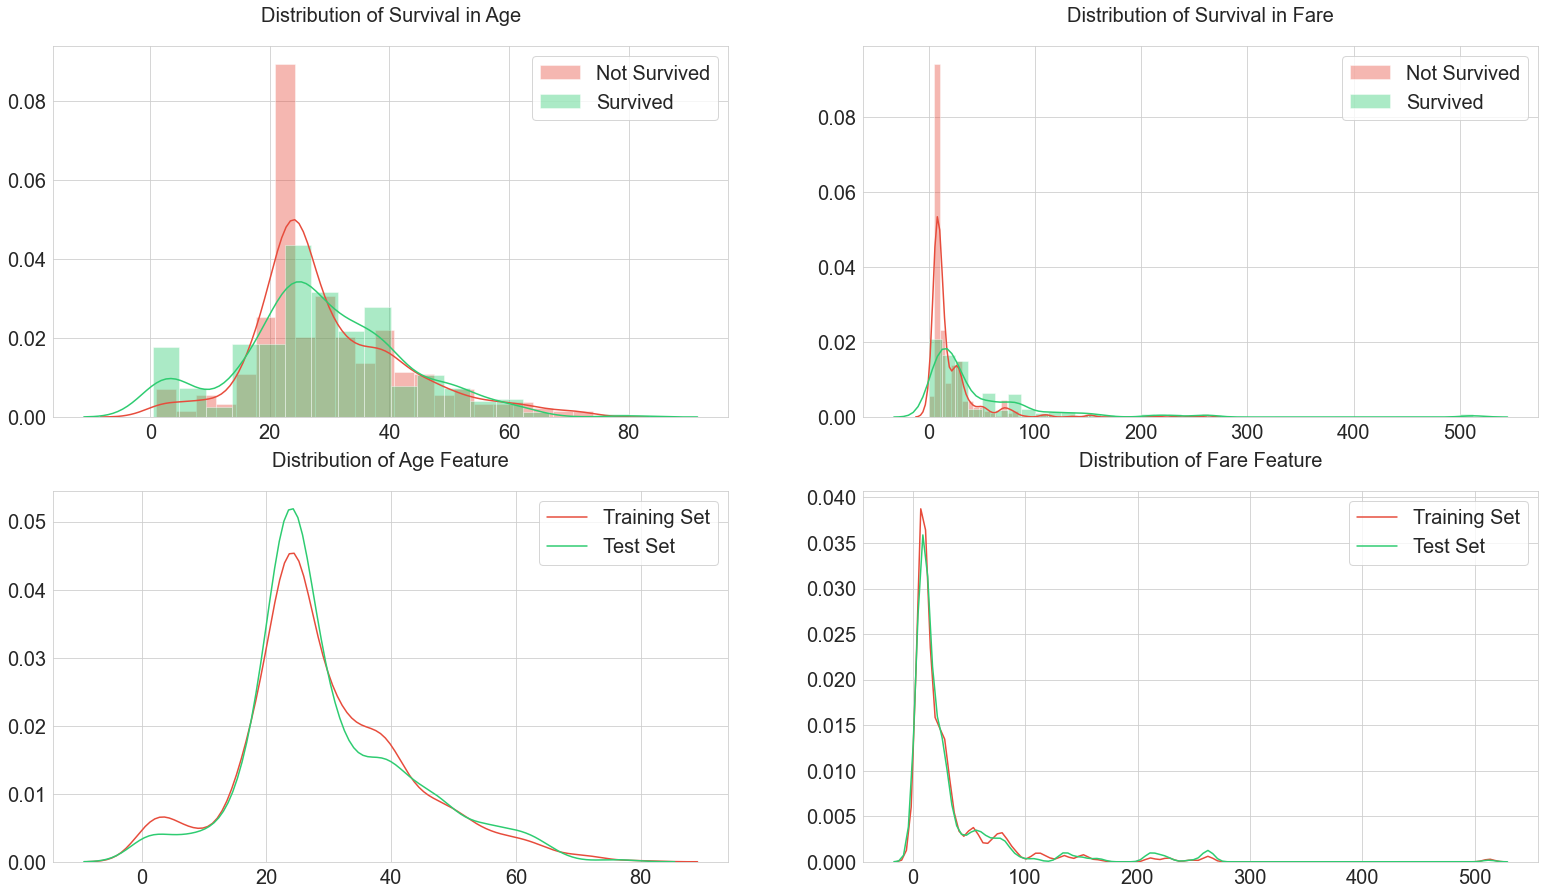 Distribution of Survival in Age
Not Survived
Survived
0.08
0.06
0.04
0.02
0.00
0 20 40 60 80
Distribution of Survival in Fare
Not Survived
Survived
0.08
0.06
0.04
0.02
0.00
0 100 200 300 400 500
Distribution of Age Feature
Training Set
Test Set
0.05
0.04
0.03
0.02
0.01
0.00
0 20 40 60 80
Distribution of Fare Feature
Training Set
Test Set
0.040
0.035
0.030
0.025
0.020
0.015
0.010
0.005
0.000
0 100 200 300 400 500